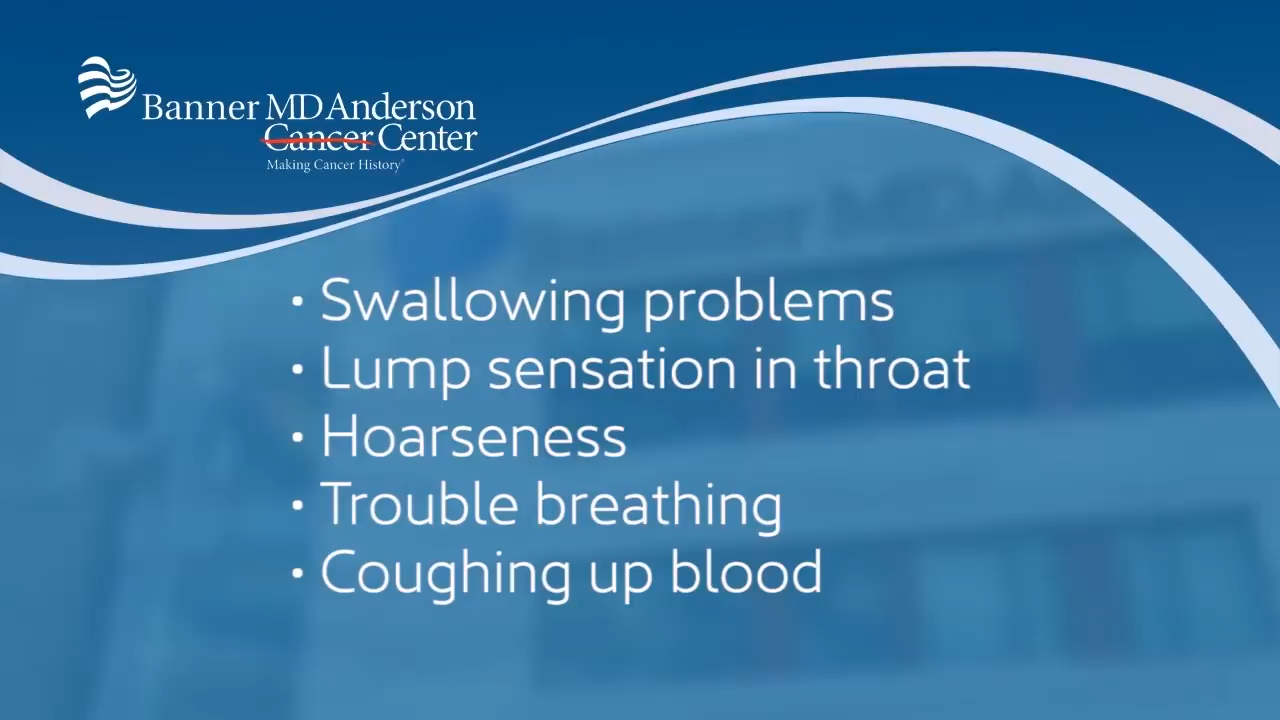 Banner MD Anderson
Cancer Center
Making Cancer History®
• Swallowing problems
• Lump sensation in throat
• Hoarseness
• Trouble breathing
• Coughing up blood